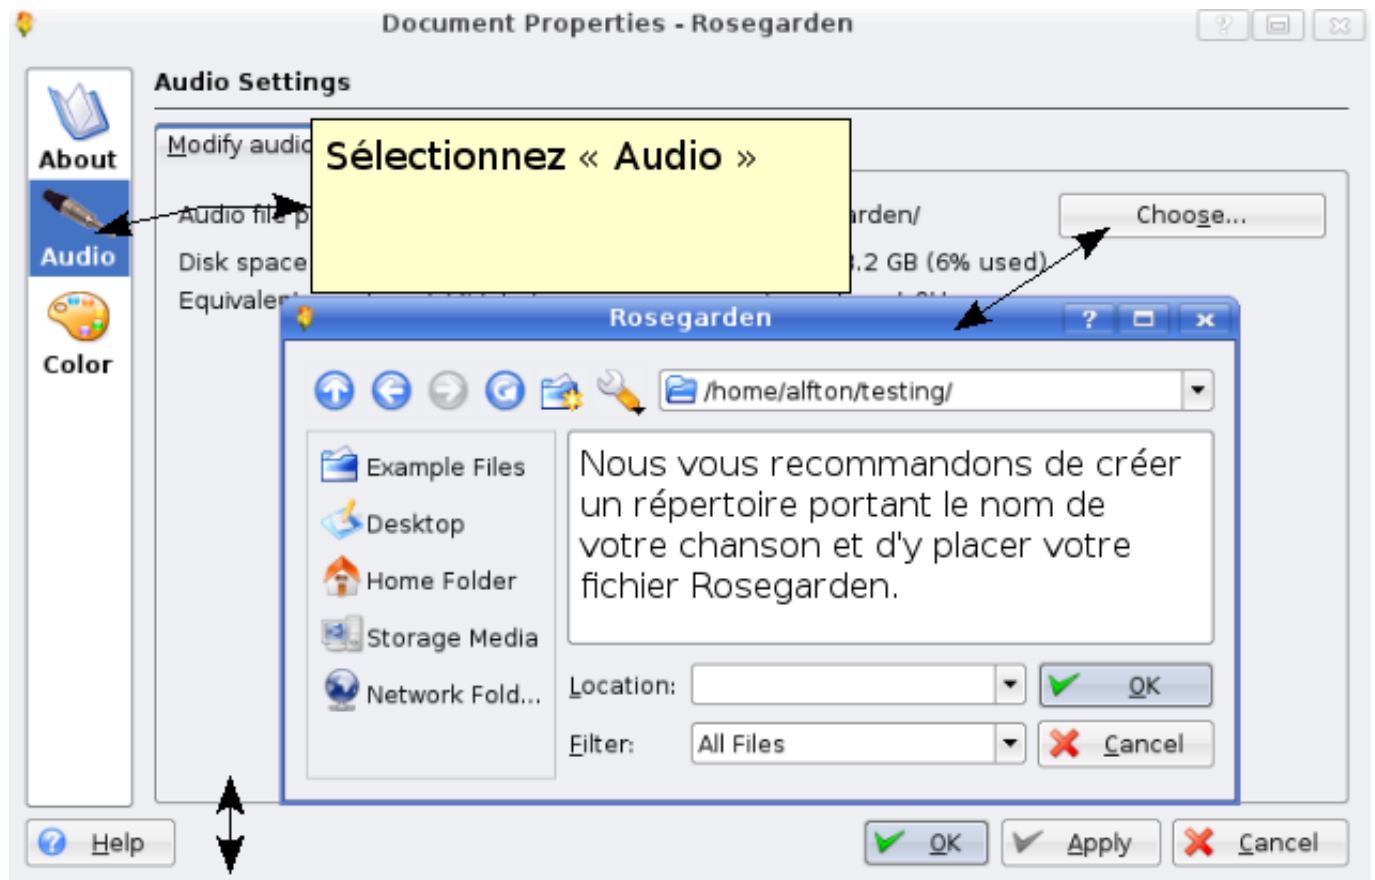 Document Properties - Rosegarden
Audio Settings
About
Modify audio
Sélectionnez « Audio »
Audio file p
arden/
Choose...
Audio
Disk space
.2 GB (6% used)
Color
Rosegarden
/home/alfton/testing/
Example Files
Desktop
Home Folder
Storage Media
Network Fold...
Nous vous recommandons de créer
un répertoire portant le nom de
votre chanson et d'y placer votre
fichier Rosegarden.
Location:
OK
Filter:
All Files
Cancel
Help
OK
Apply
Cancel